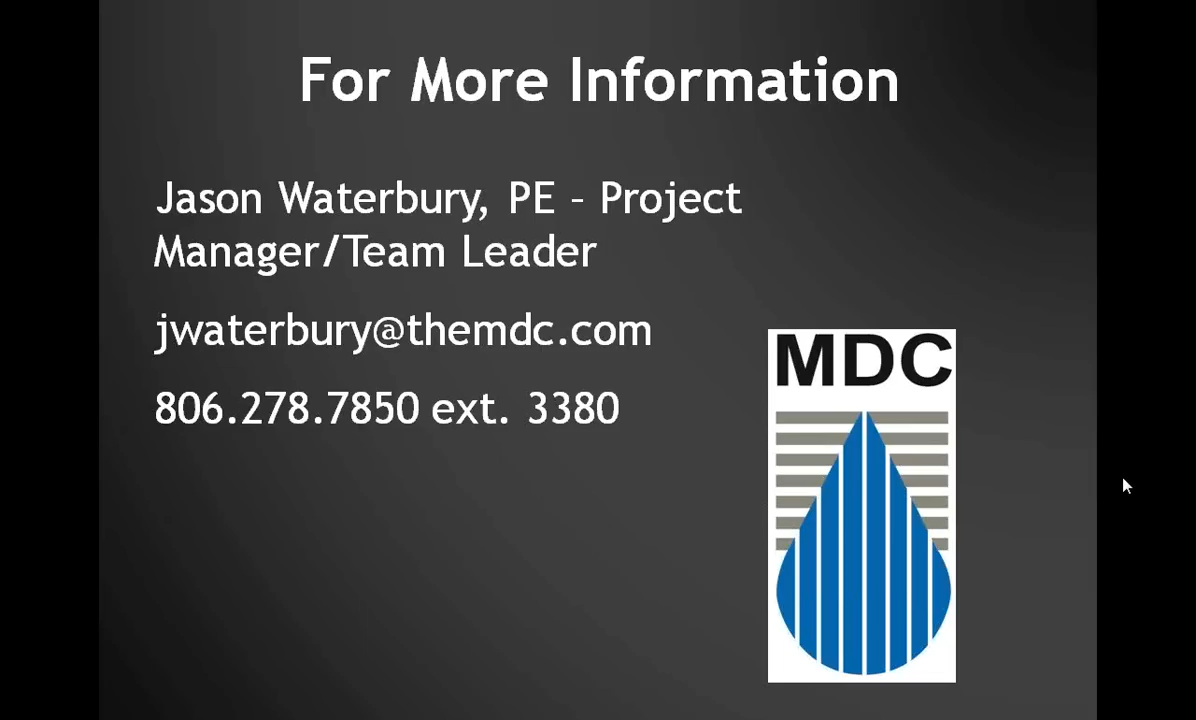 For More Information
Jason Waterbury, PE – Project
Manager/Team Leader
jwaterbury@themdc.com
806.278.7850 ext. 3380
MDC